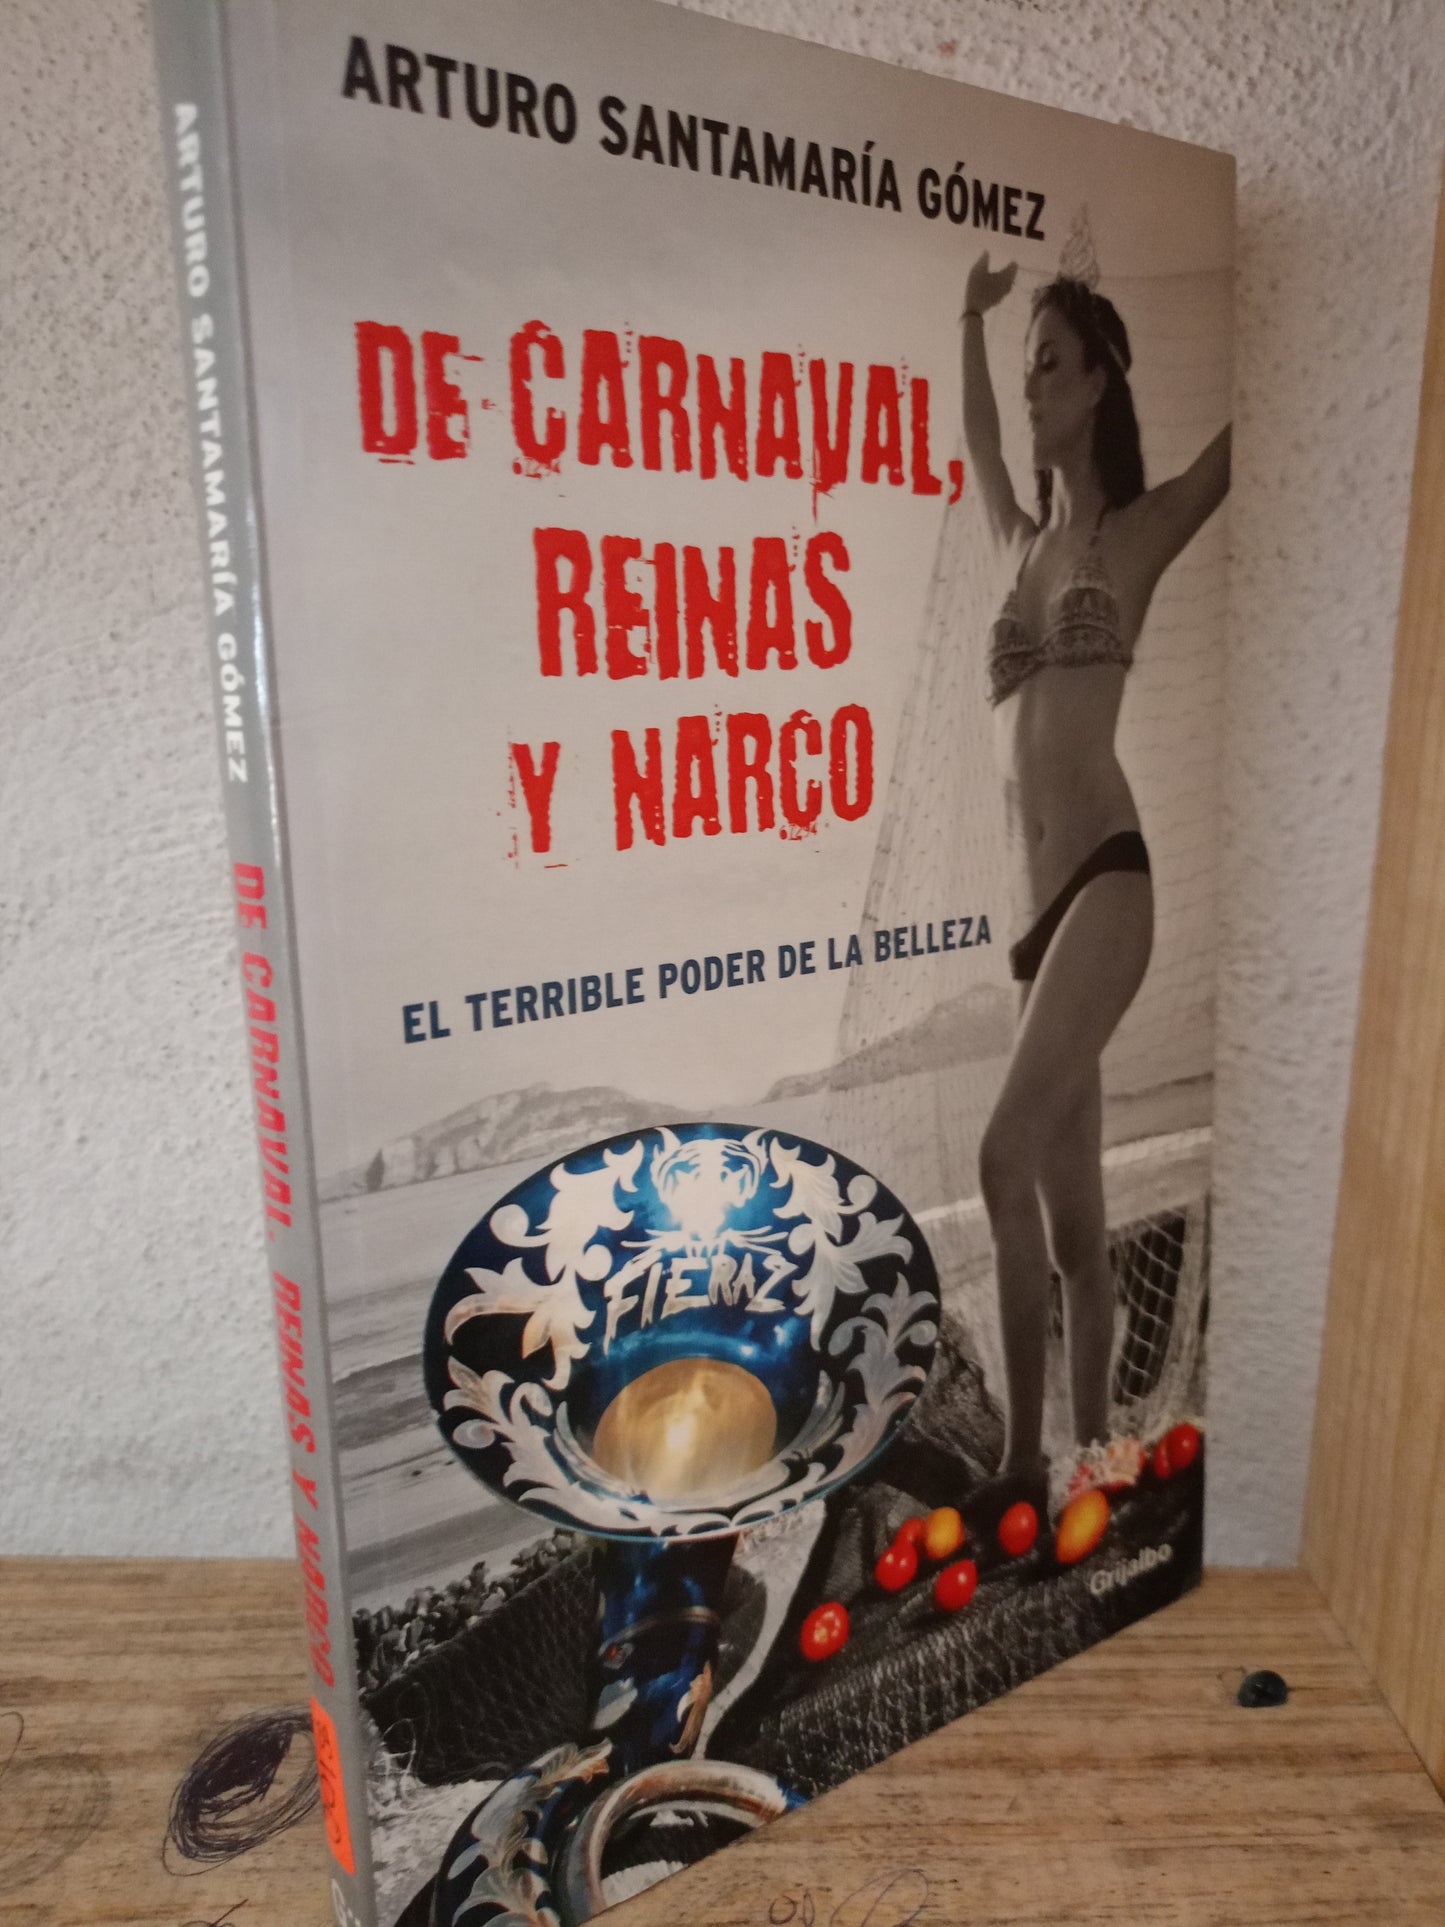 ARTURO SANTAMARÍA GÓMEZ
DE CARNAVAL,
REINAS
Y NARCO
EL TERRIBLE PODER DE LA BELLEZA
FIERAZ
Grijalbo
ARTURO SANTAMARÍA GÓMEZ DE CARNAVAL, REINAS Y NARCO